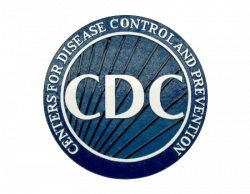 CENTERS FOR DISEASE CONTROL AND PREVENTION
CDC